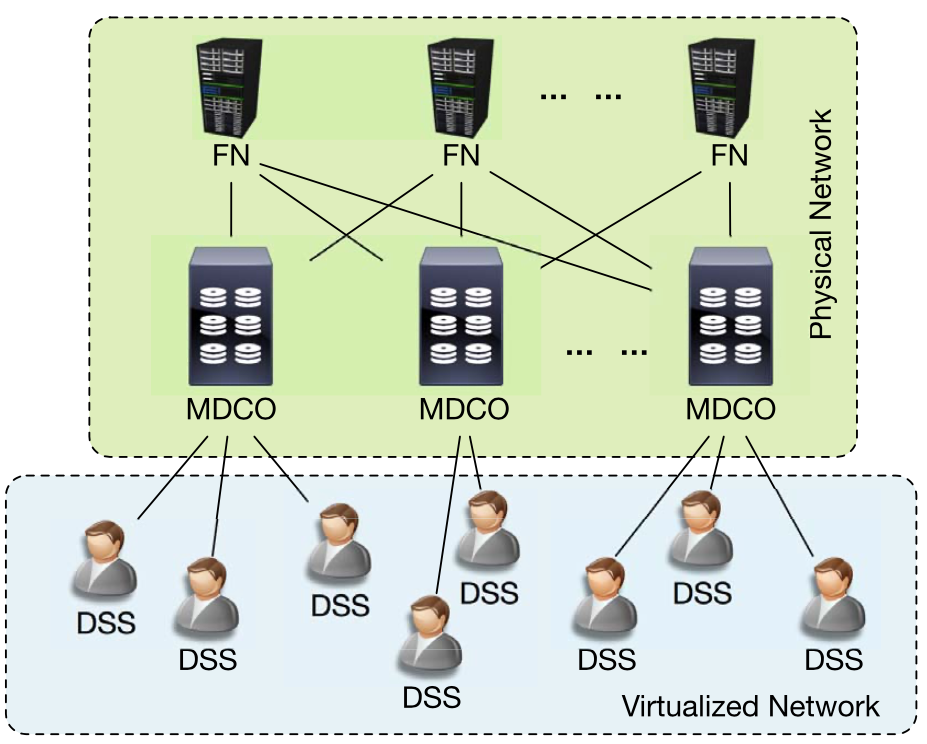 FN
FN
... ...
FN
Physical Network
... ...
MDCO
MDCO
MDCO
DSS
DSS
DSS
DSS
DSS
DSS
DSS
DSS
Virtualized Network